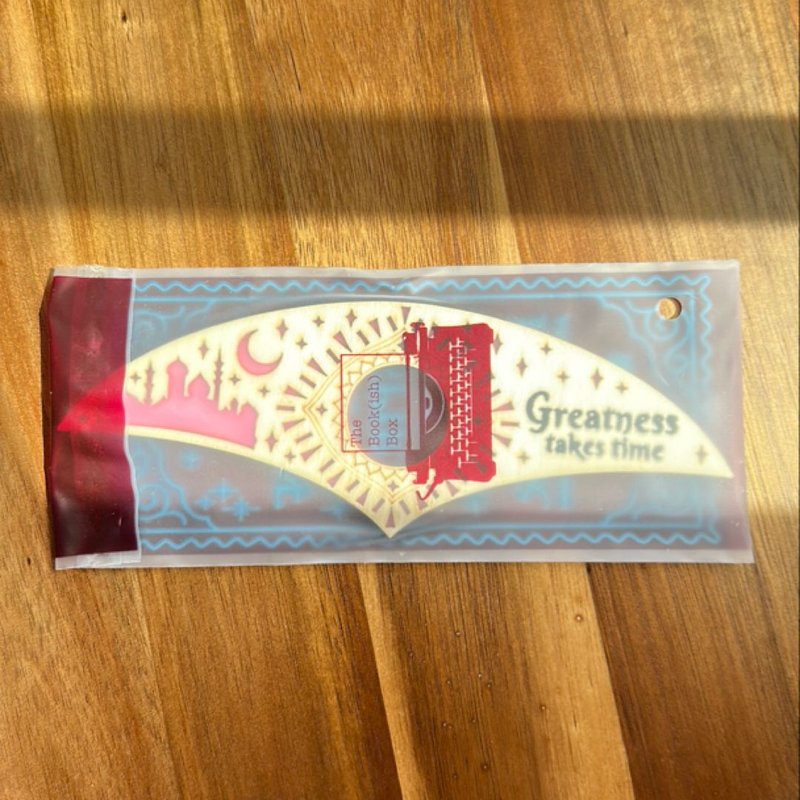 The
Book(ish)
Box
Greatness
takes time